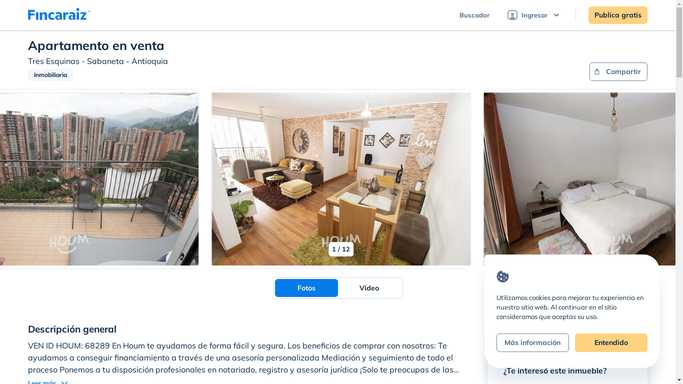 Fincaraiz
Buscador
Ingresar
Publica gratis
Apartamento en venta
Tres Esquinas - Sabaneta - Antioquia
Inmobiliaria
Compartir
HOUM
HOUM
HOUM
1 / 12
Fotos
Video
Descripción general
VEN ID HOUM: 68289 En Houm te ayudamos de forma fácil y segura. Los beneficios de comprar con nosotros: Te
ayudamos a conseguir financiamiento a través de una asesoría personalizada Mediación y seguimiento de todo el
proceso Ponemos a tu disposición profesionales en notariado, registro y asesoría jurídica ¡Solo te preocupas de las...
Leer más
Utilizamos cookies para mejorar tu experiencia en
nuestro sitio web. Al continuar en el sitio
consideramos que aceptas su uso.
Más información
Entendido
¿Te interesó este inmueble?